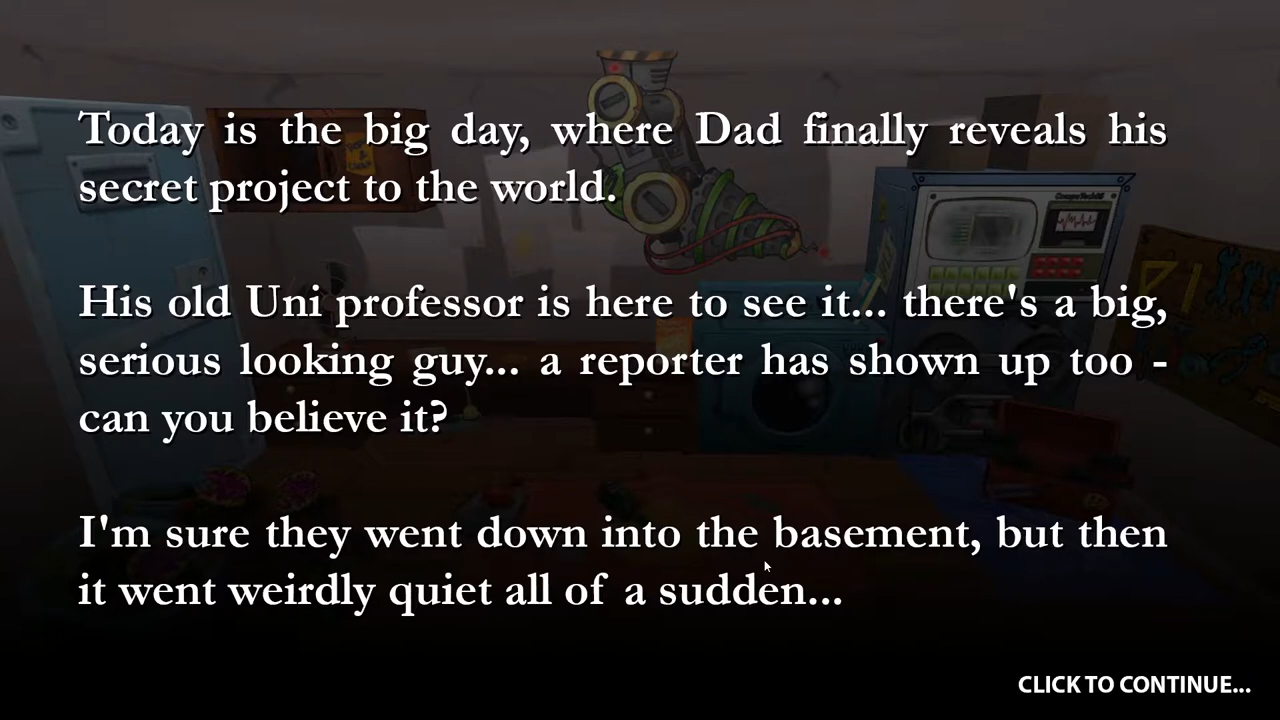 Today is the big day, where Dad finally reveals his
secret project to the world.
His old Uni professor is here to see it... there's a big,
serious looking guy... a reporter has shown up too -
can you believe it?
I'm sure they went down into the basement, but then
it went weirdly quiet all of a sudden...
CLICK TO CONTINUE...